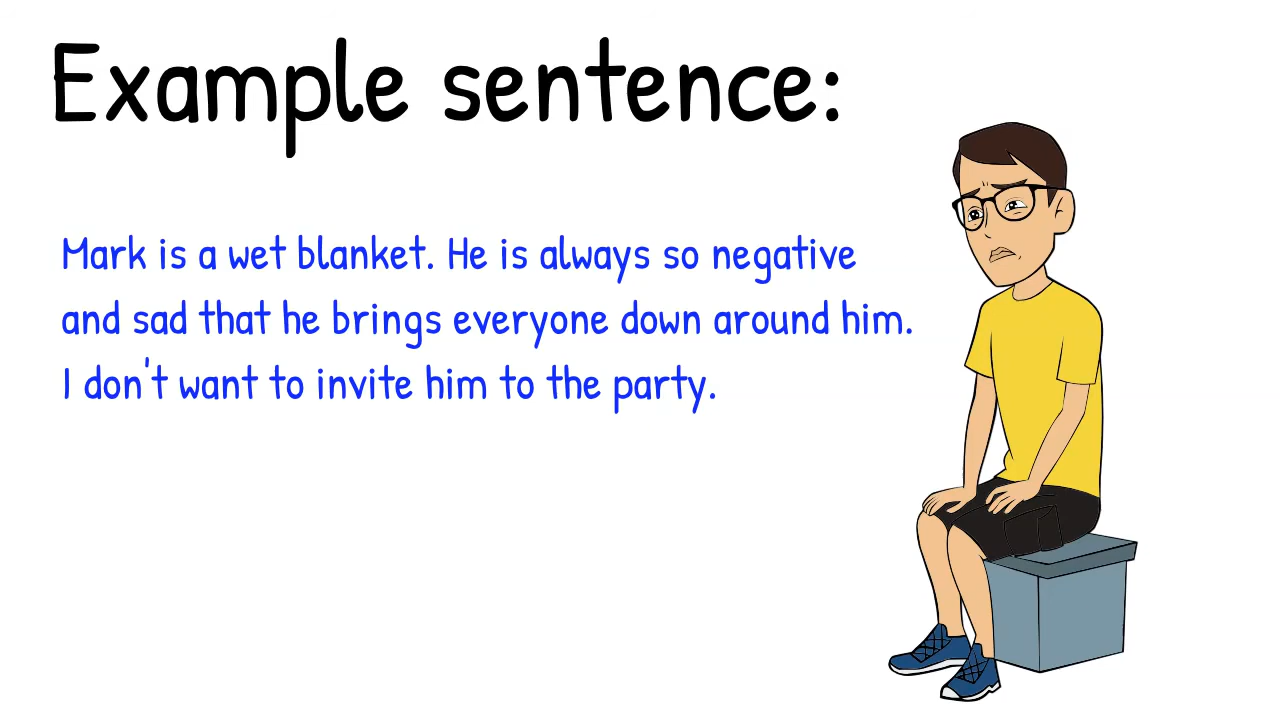 Example sentence:
Mark is a wet blanket. He is always so negative
and sad that he brings everyone down around him.
I don't want to invite him to the party.